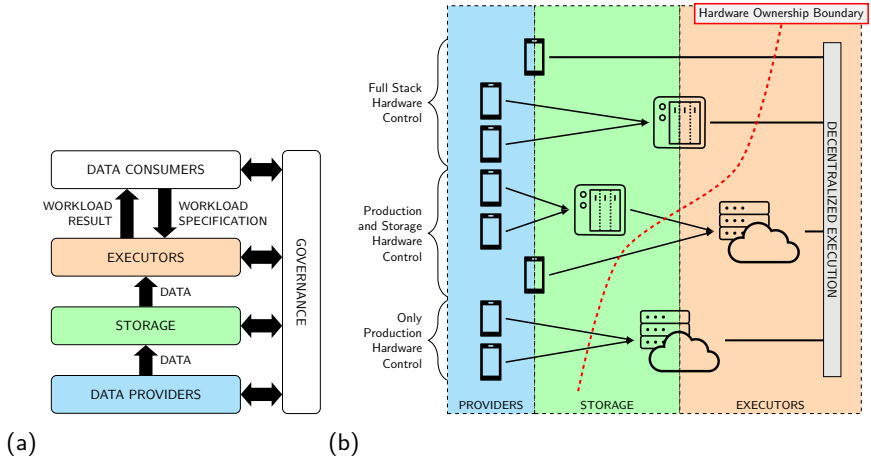 DATA CONSUMERS
WORKLOAD
RESULT
WORKLOAD
SPECIFICATION
EXECUTORS
DATA
STORAGE
DATA
DATA PROVIDERS
GOVERNANCE
(a)
Hardware Ownership Boundary
Full Stack
Hardware
Control
Production
and Storage
Hardware
Control
Only
Production
Hardware
Control
DECENTRALIZED EXECUTION
PROVIDERS
STORAGE
EXECUTORS
(b)